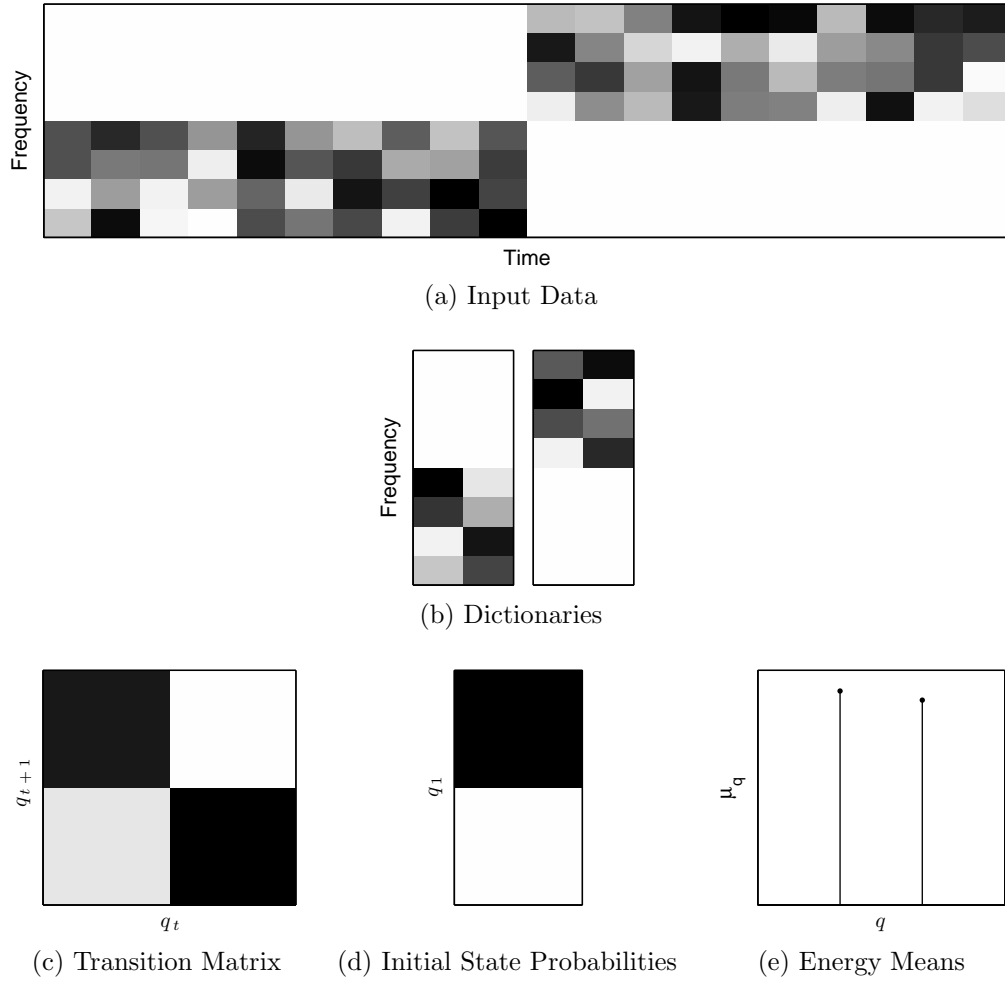 Frequency
Time
(a) Input Data
Frequency
(b) Dictionaries
q_{t+1}
q_t
(c) Transition Matrix
q_1
(d) Initial State Probabilities
μ_q
q
(e) Energy Means